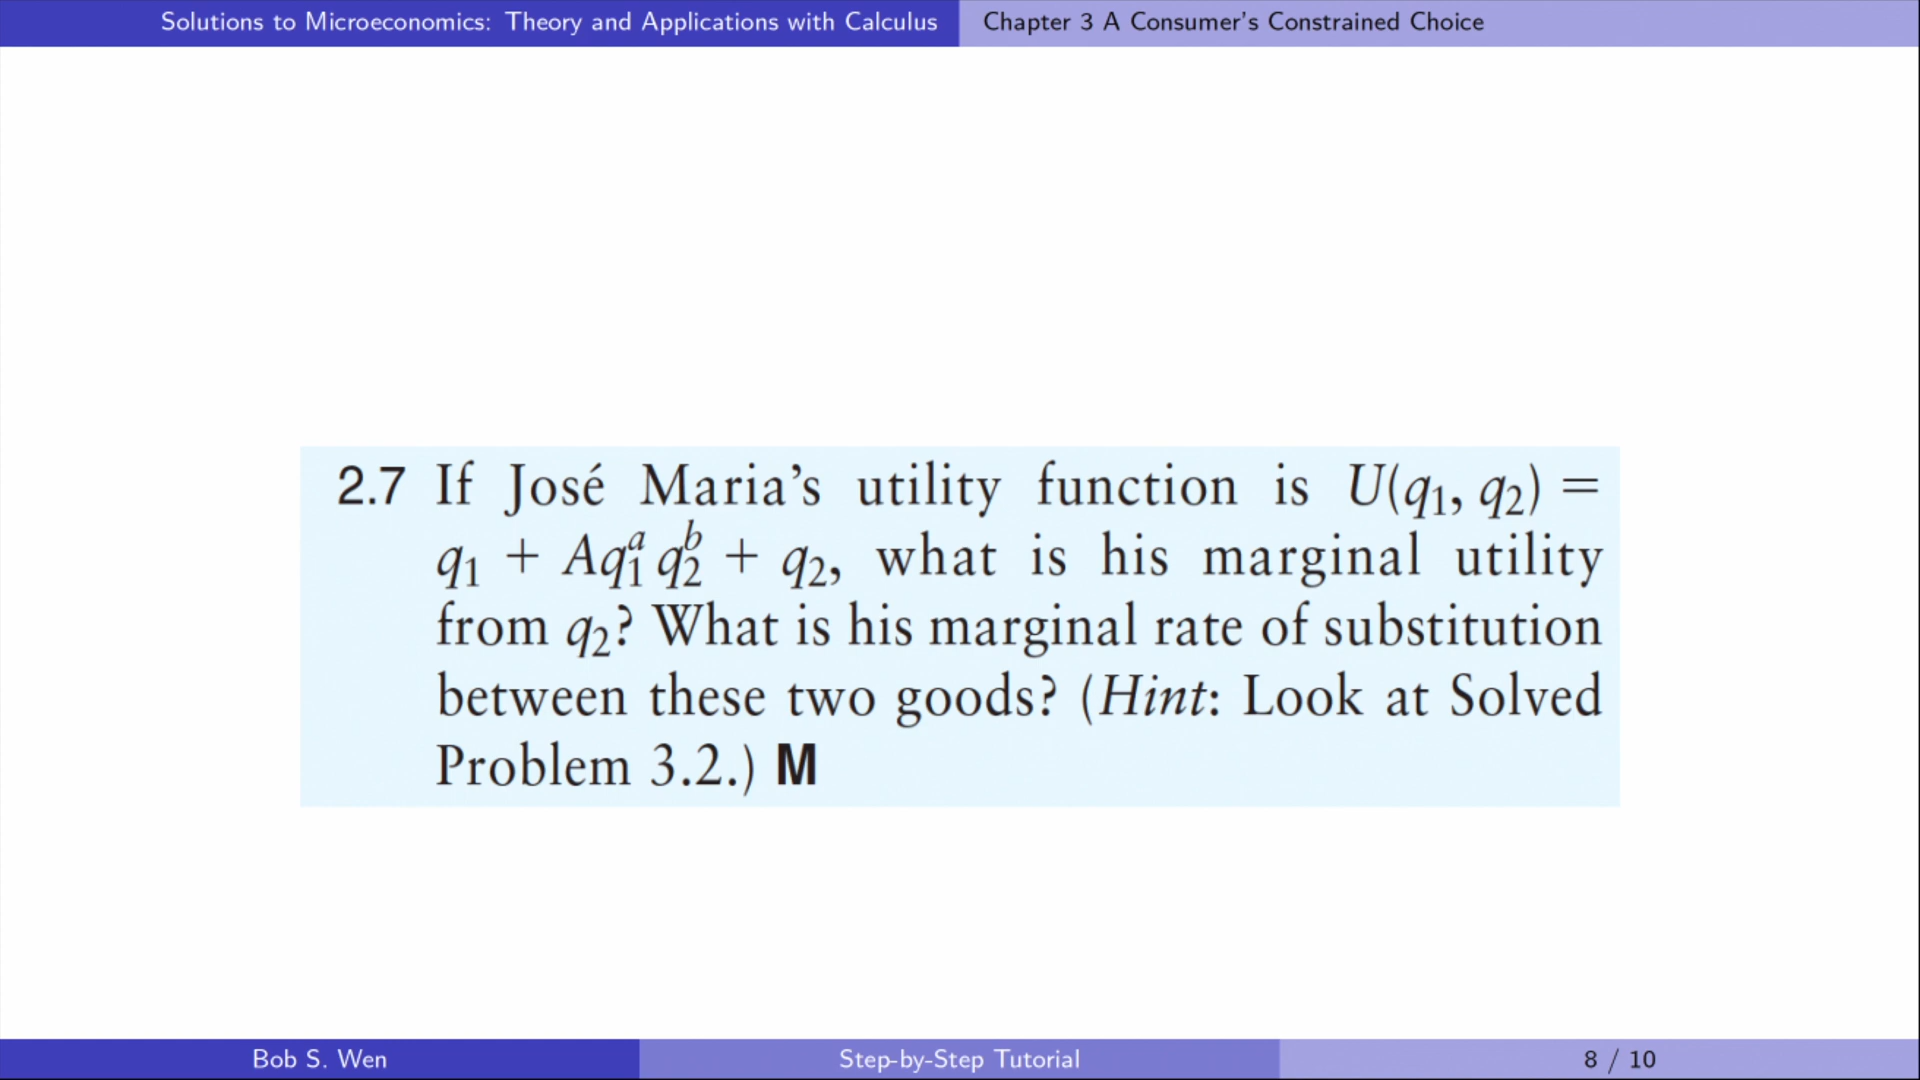 Solutions to Microeconomics: Theory and Applications with Calculus
Chapter 3 A Consumer's Constrained Choice
2.7 If José Maria's utility function is U(q₁, q₂) =
q₁ + Aq₁ᵃ q₂ᵇ + q₂, what is his marginal utility
from q₂? What is his marginal rate of substitution
between these two goods? (Hint: Look at Solved
Problem 3.2.) M
Bob S. Wen
Step-by-Step Tutorial
8 / 10